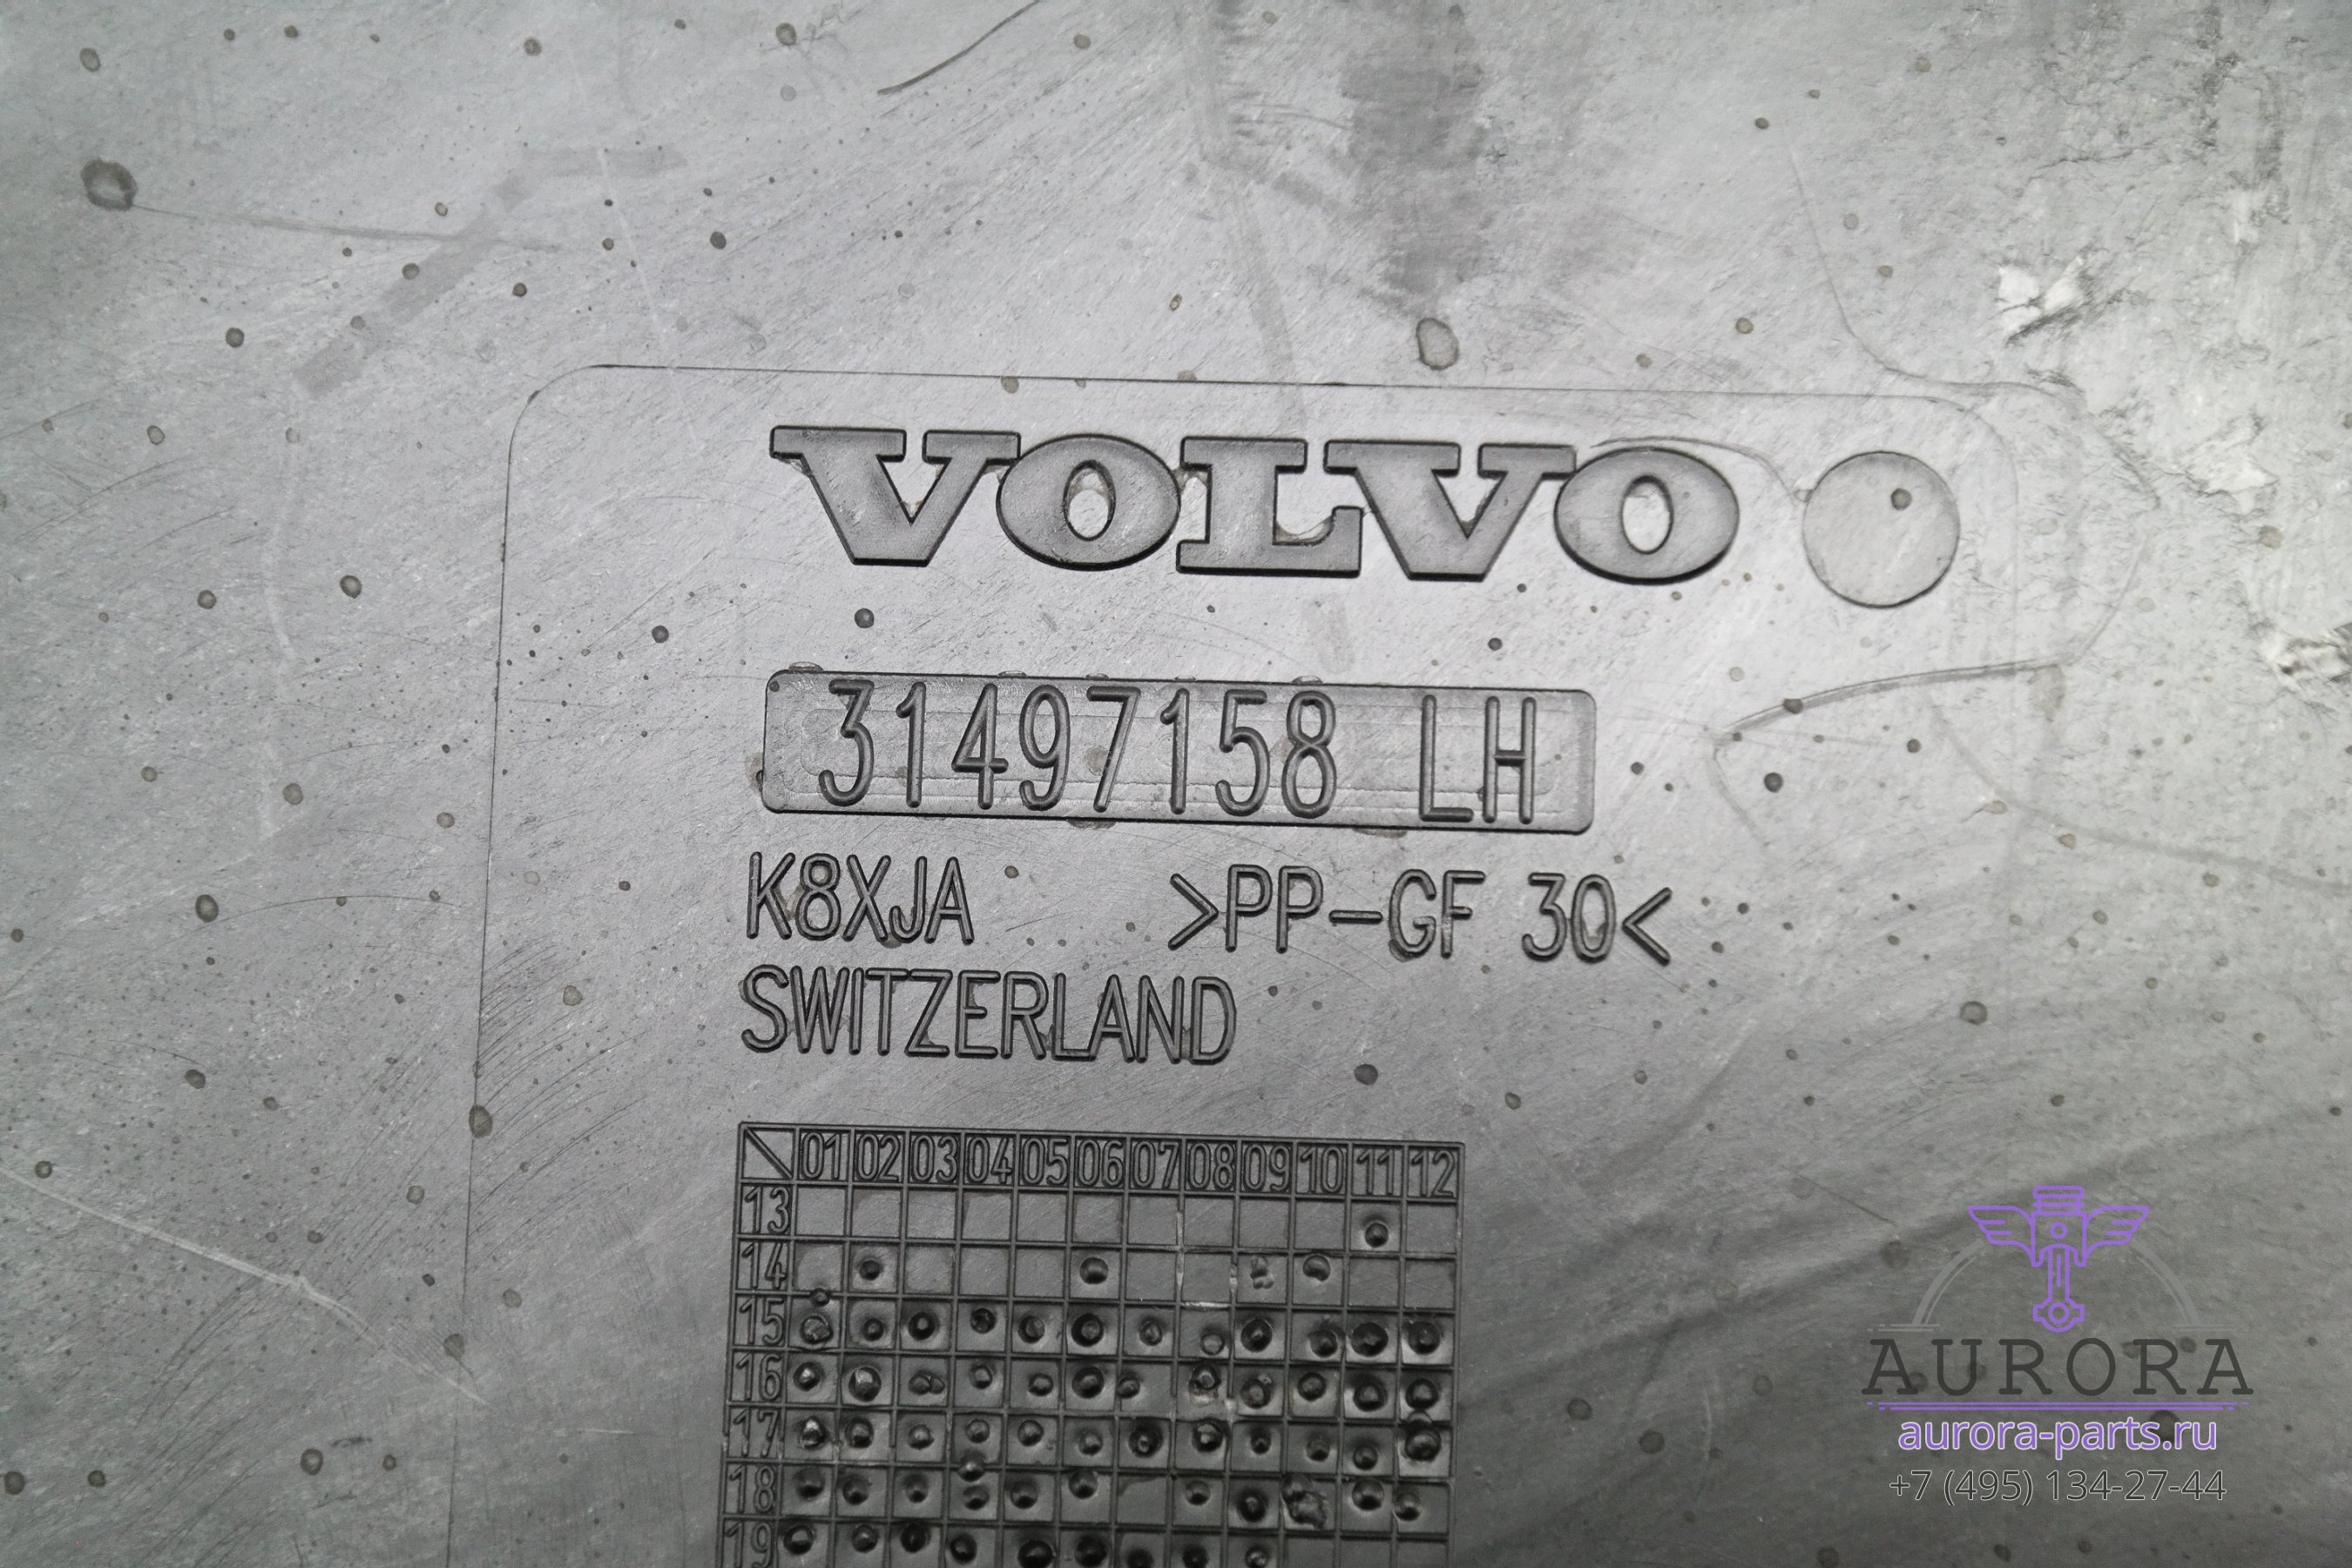 VOLVO
31497158 LH
K8XJA >PP-GF 30<
SWITZERLAND
01 02 03 04 05 06 07 08 09 10 11 12
13
14
15
16
17
18
19
AURORA
aurora-parts.ru
+7 (495) 134-27-44